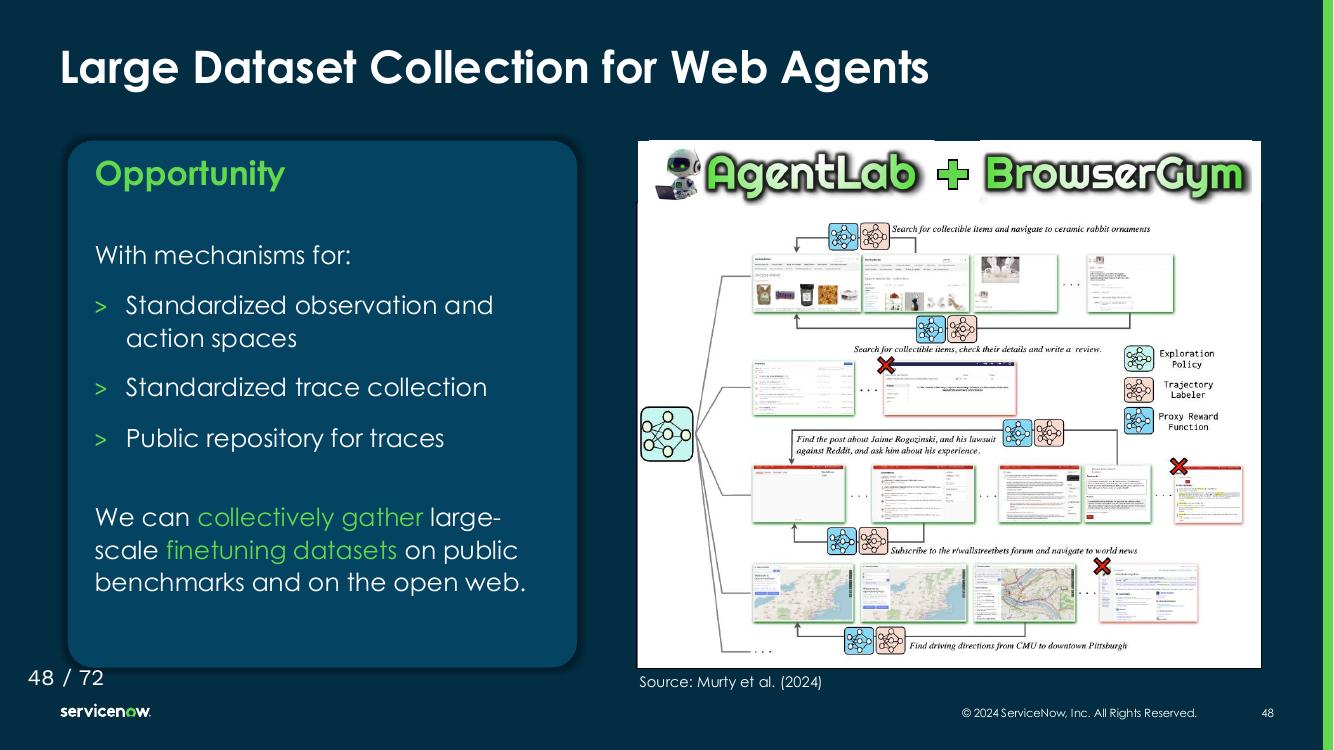 Large Dataset Collection for Web Agents
Opportunity
With mechanisms for:
> Standardized observation and
action spaces
> Standardized trace collection
> Public repository for traces
We can collectively gather large-
scale finetuning datasets on public
benchmarks and on the open web.
AgentLab + BrowserGym
Search for collectible items and navigate to ceramic rabbit ornaments
. . .
Search for collectible items, check their details and write a review.
. . .
Exploration
Policy
Trajectory
Labeler
Proxy Reward
Function
Find the post about Jaime Rogozinski, and his lawsuit
against Reddit, and ask him about his experience.
. . .
. . .
. . .
Subscribe to the r/wallstreetbets forum and navigate to world news
. . .
Find driving directions from CMU to downtown Pittsburgh
. . .
Source: Murty et al. (2024)
48 / 72
servicenow.
© 2024 ServiceNow, Inc. All Rights Reserved.
48